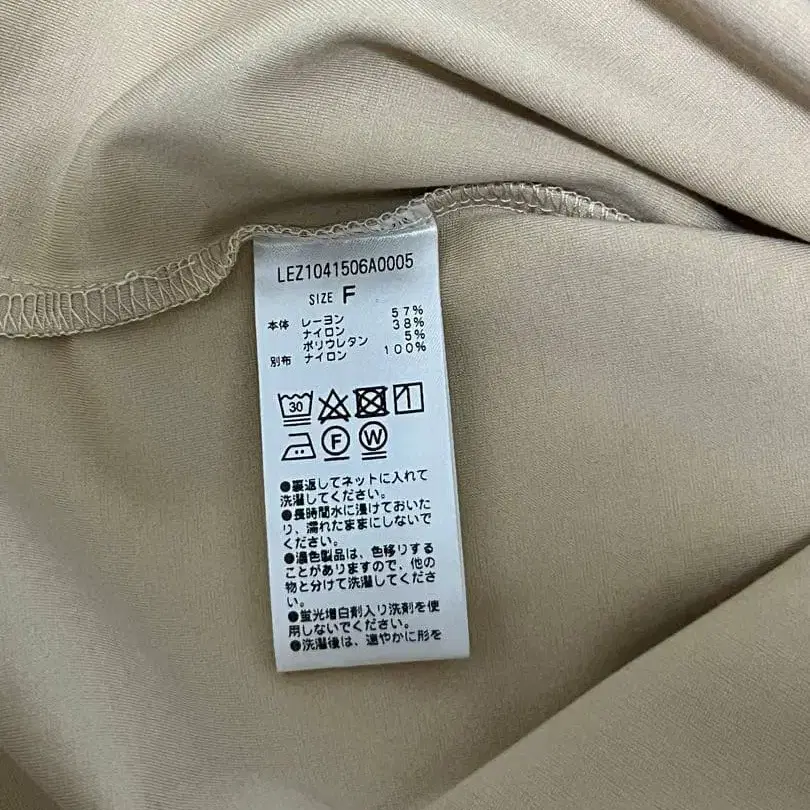 LEZ1041506A0005
SIZE F
本体 レーヨン 57%
ナイロン 38%
ポリウレタン 5%
別布 ナイロン 100%
30
F W
●裏返してネットに入れて
洗濯してください。
●長時間水に浸けておいた
り、濡れたままにしないで
ください。
●濃色製品は、色移りする
ことがありますので、他の
物と分けて洗濯してくださ
い。
●蛍光増白剤入り洗剤を使
用しないでください。
●洗濯後は、速やかに形を